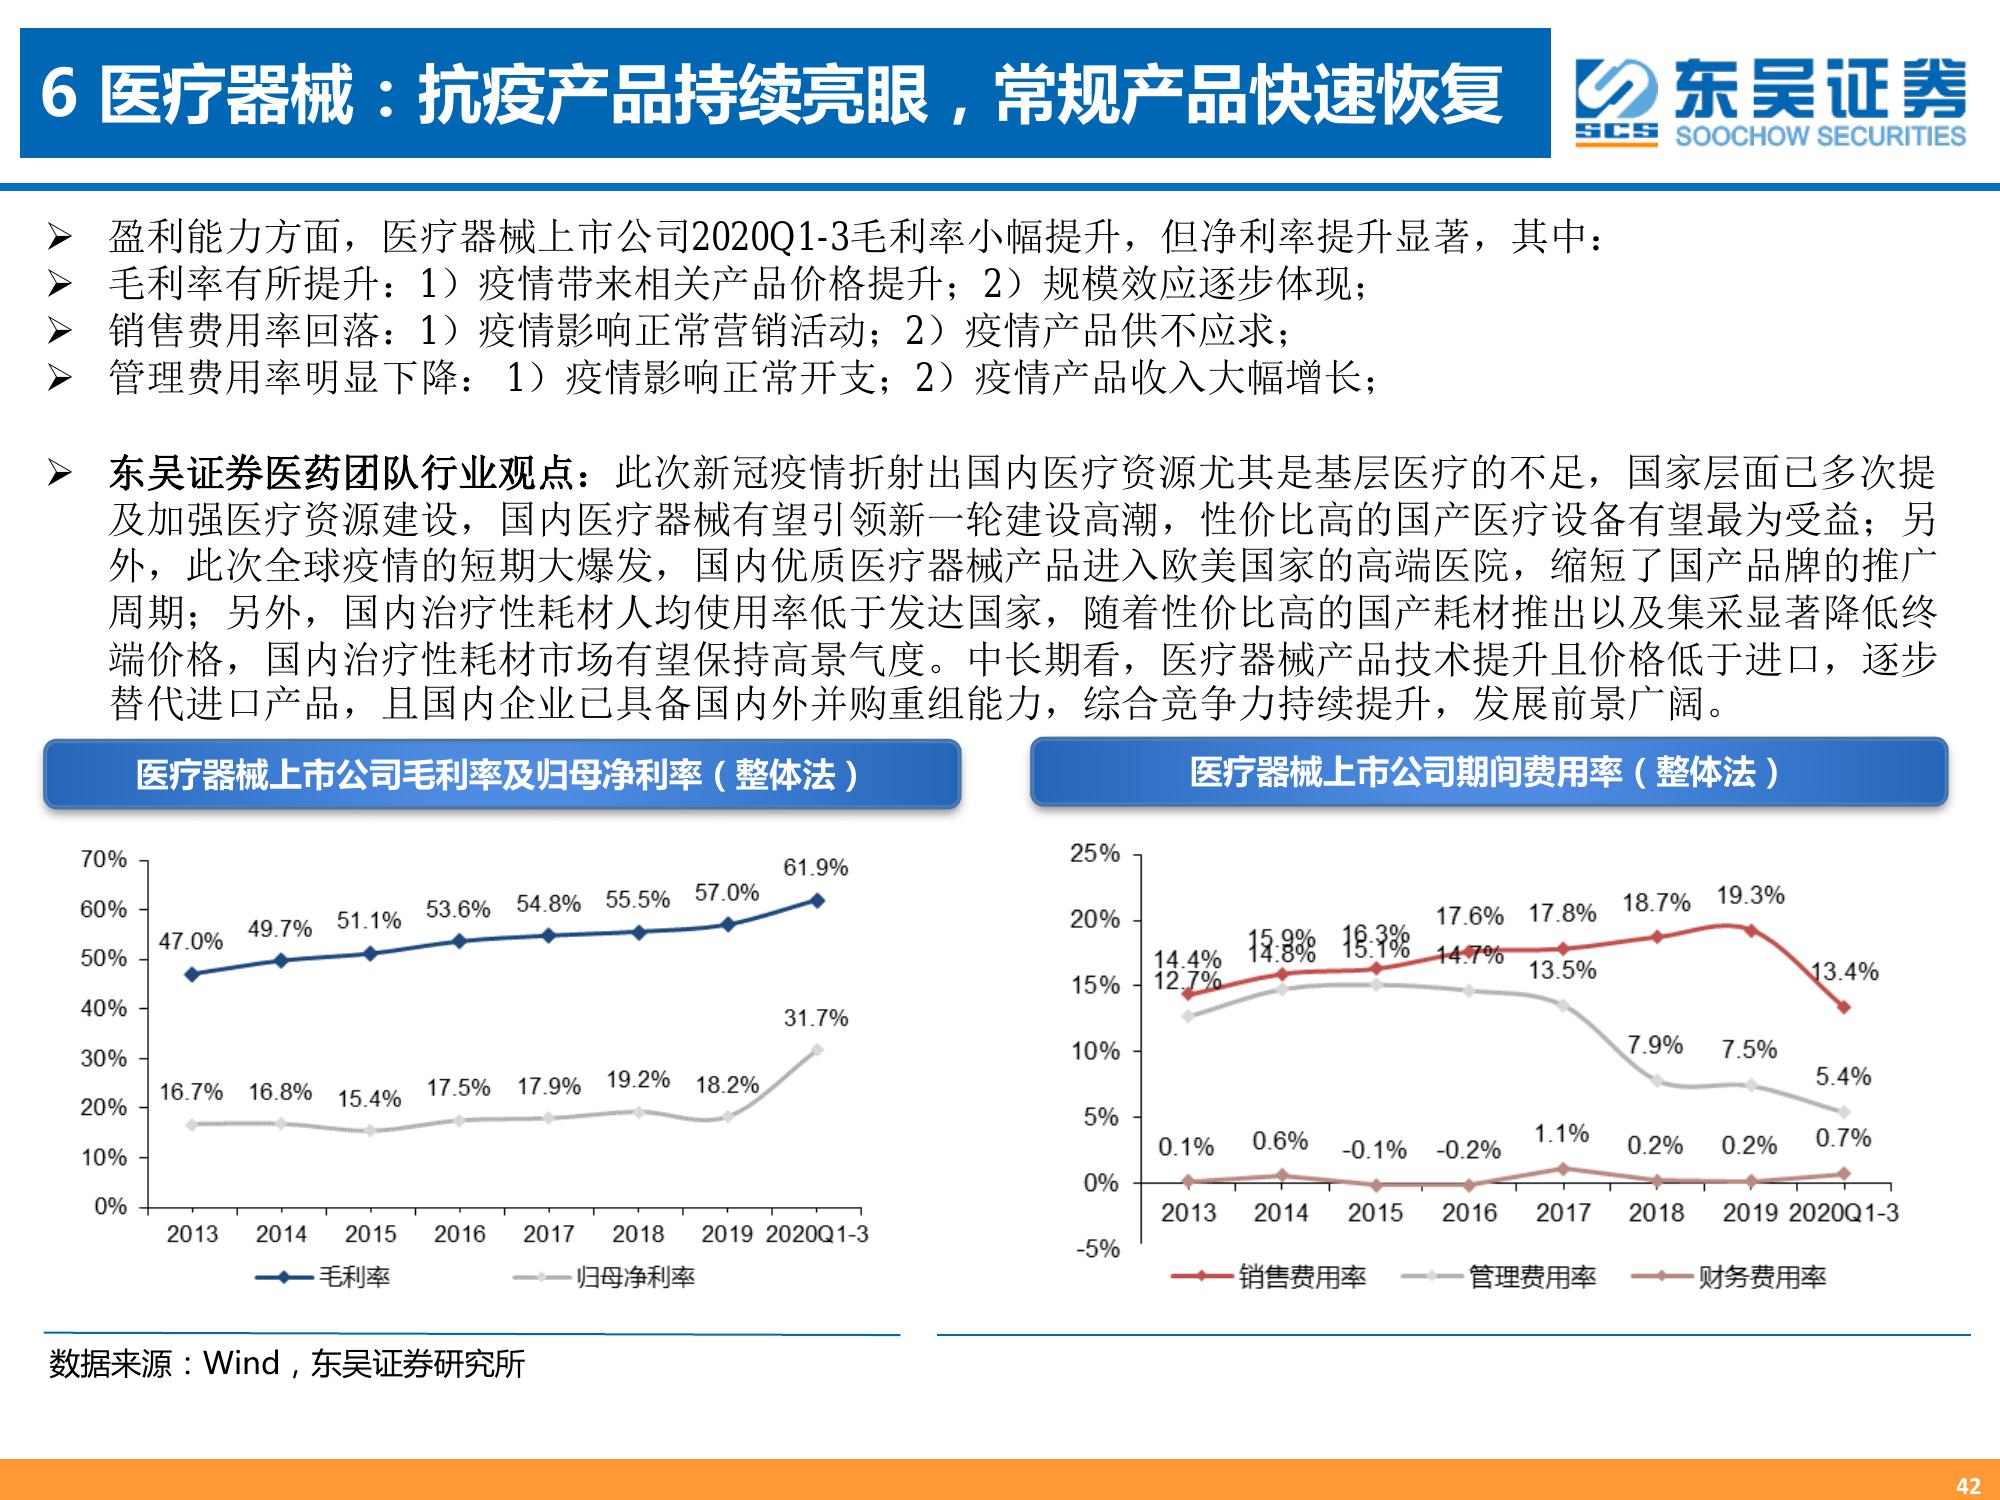 6 医疗器械：抗疫产品持续亮眼，常规产品快速恢复
SCS
东吴证券
SOOCHOW SECURITIES
➢ 盈利能力方面，医疗器械上市公司2020Q1-3毛利率小幅提升，但净利率提升显著，其中：
➢ 毛利率有所提升：1）疫情带来相关产品价格提升；2）规模效应逐步体现；
➢ 销售费用率回落：1）疫情影响正常营销活动；2）疫情产品供不应求；
➢ 管理费用率明显下降： 1）疫情影响正常开支；2）疫情产品收入大幅增长；
➢ 东吴证券医药团队行业观点：此次新冠疫情折射出国内医疗资源尤其是基层医疗的不足，国家层面已多次提
及加强医疗资源建设，国内医疗器械有望引领新一轮建设高潮，性价比高的国产医疗设备有望最为受益；另
外，此次全球疫情的短期大爆发，国内优质医疗器械产品进入欧美国家的高端医院，缩短了国产品牌的推广
周期；另外，国内治疗性耗材人均使用率低于发达国家，随着性价比高的国产耗材推出以及集采显著降低终
端价格，国内治疗性耗材市场有望保持高景气度。中长期看，医疗器械产品技术提升且价格低于进口，逐步
替代进口产品，且国内企业已具备国内外并购重组能力，综合竞争力持续提升，发展前景广阔。
医疗器械上市公司毛利率及归母净利率（整体法）
70%
60%
50%
40%
30%
20%
10%
0%
47.0% 49.7% 51.1% 53.6% 54.8% 55.5% 57.0% 61.9%
16.7% 16.8% 15.4% 17.5% 17.9% 19.2% 18.2% 31.7%
2013 2014 2015 2016 2017 2018 2019 2020Q1-3
毛利率 归母净利率
医疗器械上市公司期间费用率（整体法）
25%
20%
15%
10%
5%
0%
-5%
14.4% 15.9% 16.3% 17.6% 17.8% 18.7% 19.3% 13.4%
12.7% 14.8% 15.1% 14.7% 13.5% 7.9% 7.5% 5.4%
0.1% 0.6% -0.1% -0.2% 1.1% 0.2% 0.2% 0.7%
2013 2014 2015 2016 2017 2018 2019 2020Q1-3
销售费用率 管理费用率 财务费用率
数据来源：Wind，东吴证券研究所
42